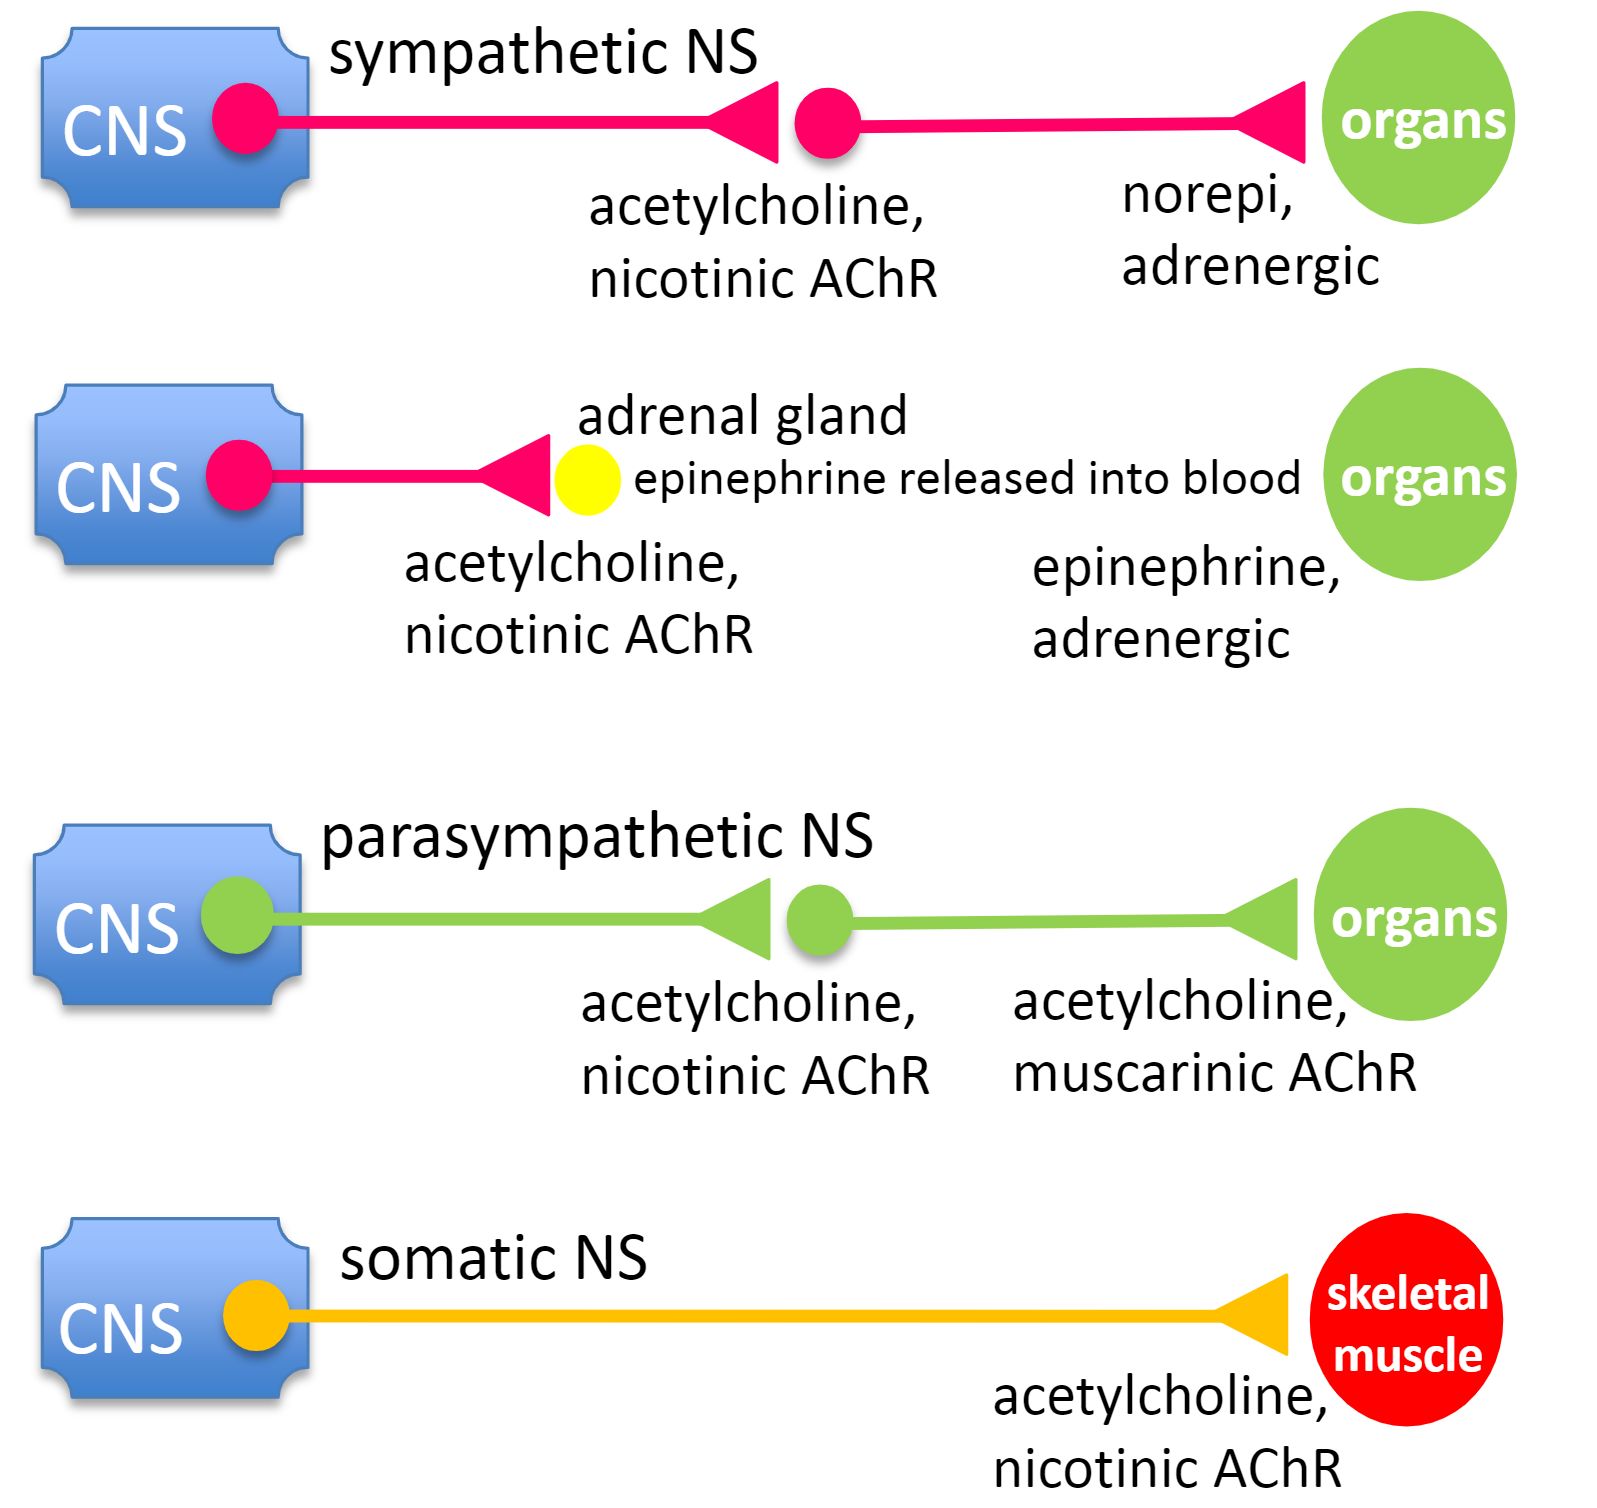 sympathetic NS
CNS
organs
acetylcholine,
nicotinic AChR
norepi,
adrenergic
adrenal gland
CNS
epinephrine released into blood
organs
acetylcholine,
nicotinic AChR
epinephrine,
adrenergic
parasympathetic NS
CNS
organs
acetylcholine,
nicotinic AChR
acetylcholine,
muscarinic AChR
somatic NS
CNS
skeletal
muscle
acetylcholine,
nicotinic AChR